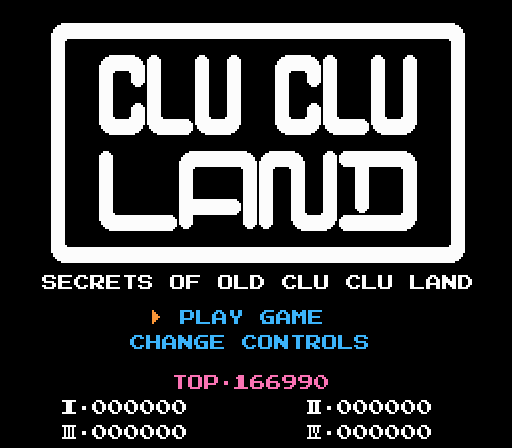 CLU CLU
LAND
SECRETS OF OLD CLU CLU LAND
PLAY GAME
CHANGE CONTROLS
TOP·166990
I·000000 II·000000
III·000000 IV·000000